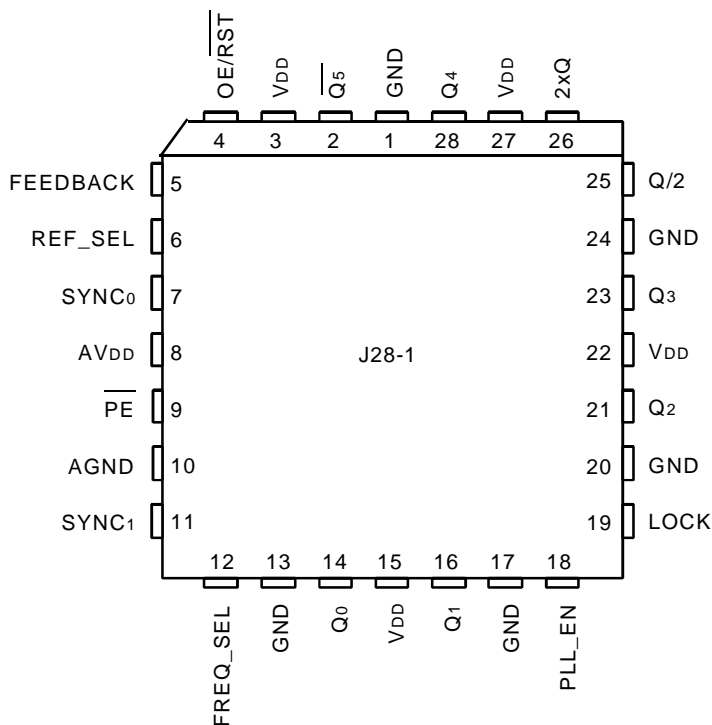 OE/RST
VDD
Q5
GND
Q4
VDD
2xQ
4 3 2 1 28 27 26
FEEDBACK 5 25 Q/2
REF_SEL 6 24 GND
SYNC0 7 23 Q3
AVDD 8 J28-1 22 VDD
PE 9 21 Q2
AGND 10 20 GND
SYNC1 11 19 LOCK
12 13 14 15 16 17 18
FREQ_SEL
GND
Q0
VDD
Q1
GND
PLL_EN